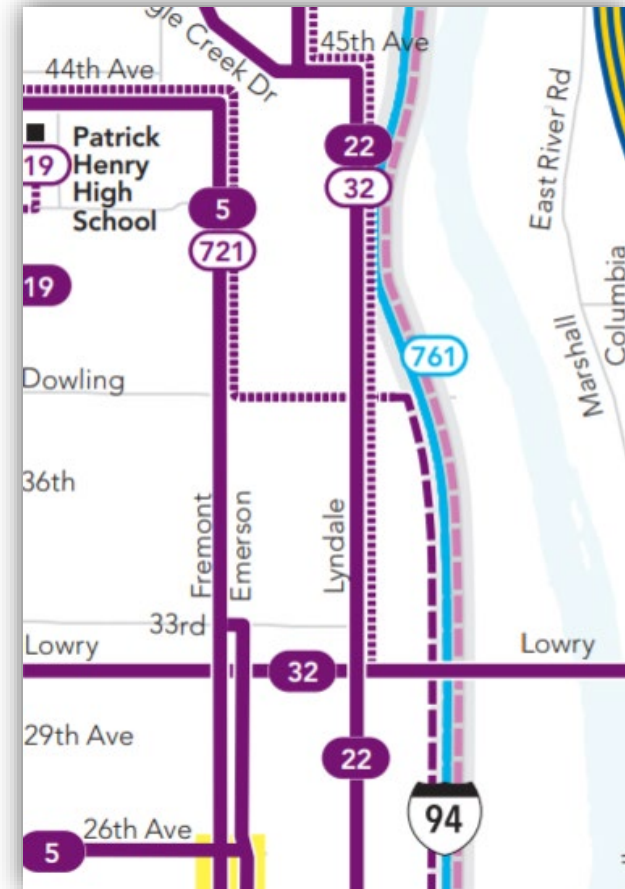 gle Creek Dr
45th Ave
44th Ave
22
Patrick
Henry
High
School
19
32
5
721
East River Rd
19
Columbia
761
Marshall
Dowling
36th
Fremont
Emerson
Lyndale
33rd
Lowry
Lowry
32
29th Ave
22
94
26th Ave
5